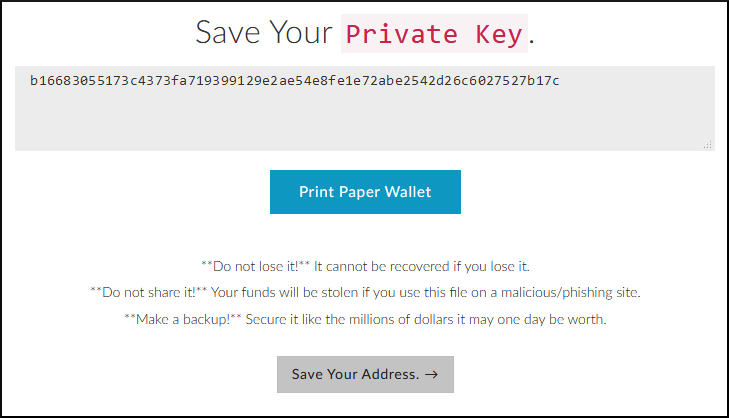 Save Your Private Key.
b16683055173c4373fa719399129e2ae54e8fe1e72abe2542d26c6027527b17c
Print Paper Wallet
**Do not lose it!** It cannot be recovered if you lose it.
**Do not share it!** Your funds will be stolen if you use this file on a malicious/phishing site.
**Make a backup!** Secure it like the millions of dollars it may one day be worth.
Save Your Address. →